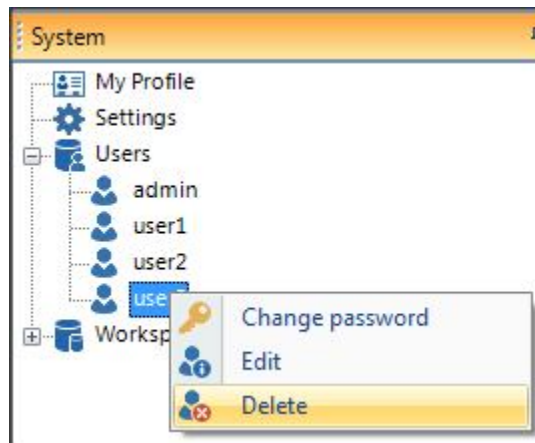 System
My Profile
Settings
Users
admin
user1
user2
Change password
Edit
Delete